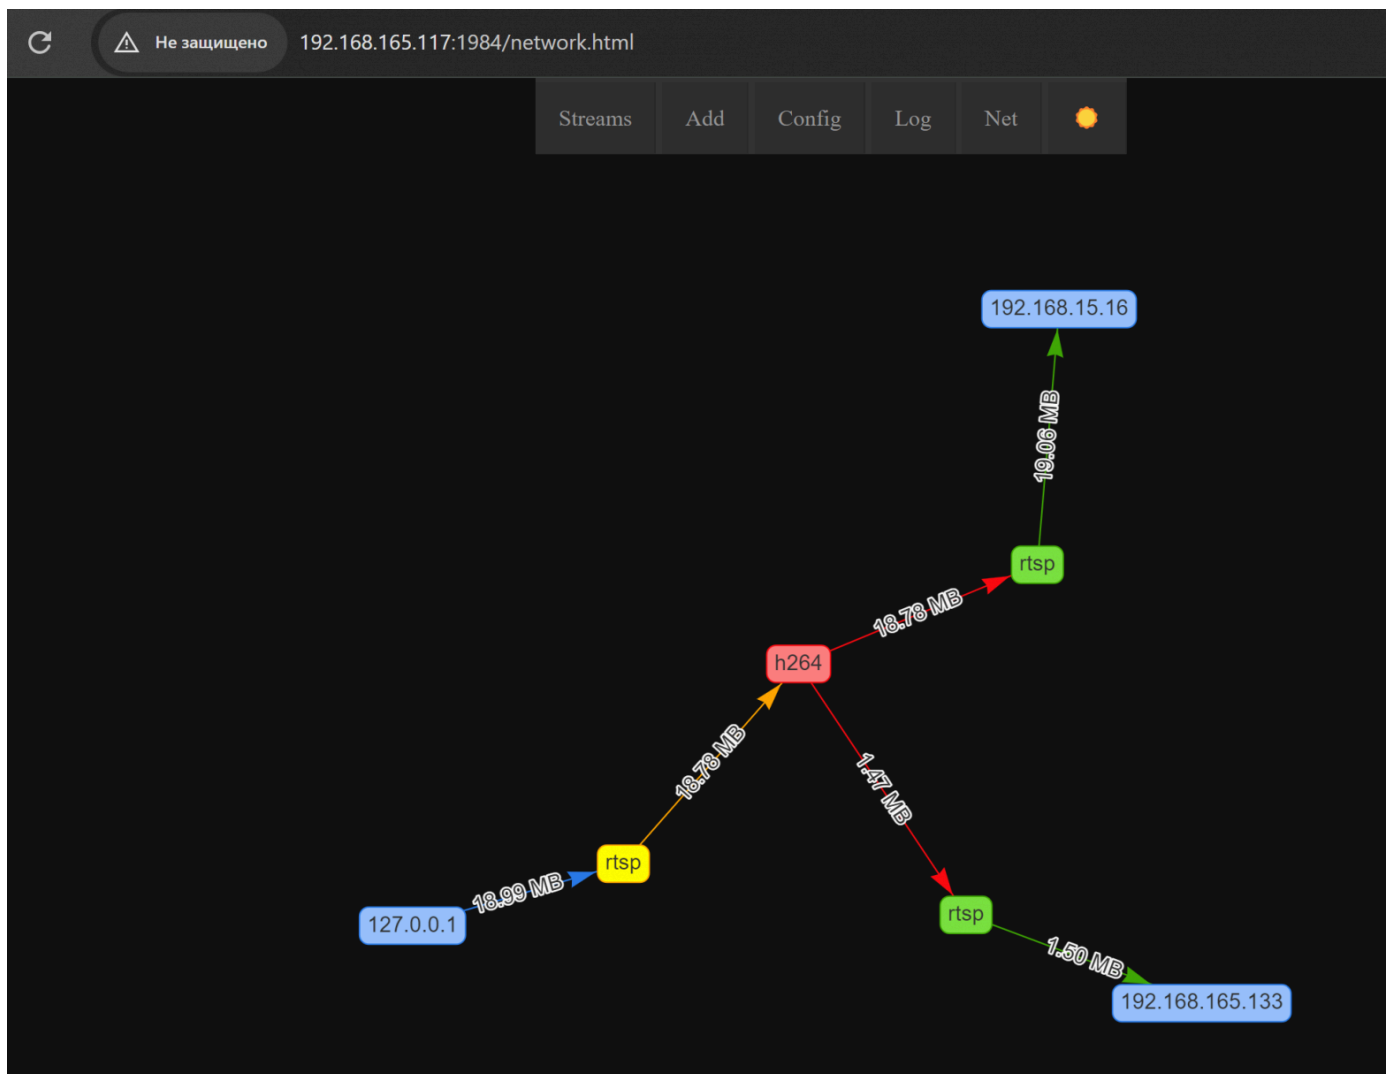 Не защищено 192.168.165.117:1984/network.html
Streams Add Config Log Net
192.168.15.16
19.06 MB
rtsp
18.78 MB
h264
18.78 MB
1.47 MB
rtsp
18.99 MB
127.0.0.1
rtsp
1.50 MB
192.168.165.133